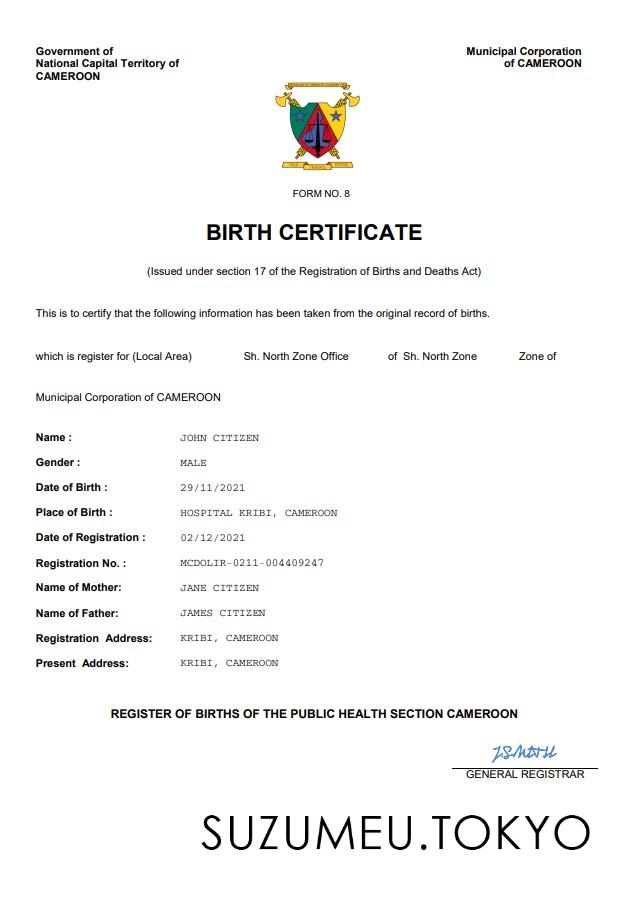 Government of
National Capital Territory of
CAMEROON
Municipal Corporation
of CAMEROON
FORM NO. 8
BIRTH CERTIFICATE
(Issued under section 17 of the Registration of Births and Deaths Act)
This is to certify that the following information has been taken from the original record of births.
which is register for (Local Area) Sh. North Zone Office of Sh. North Zone Zone of
Municipal Corporation of CAMEROON
Name : JOHN CITIZEN
Gender : MALE
Date of Birth : 29/11/2021
Place of Birth : HOSPITAL KRIBI, CAMEROON
Date of Registration : 02/12/2021
Registration No. : MCDOLIR-0211-004409247
Name of Mother: JANE CITIZEN
Name of Father: JAMES CITIZEN
Registration Address: KRIBI, CAMEROON
Present Address: KRIBI, CAMEROON
REGISTER OF BIRTHS OF THE PUBLIC HEALTH SECTION CAMEROON
GENERAL REGISTRAR
SUZUMEU.TOKYO